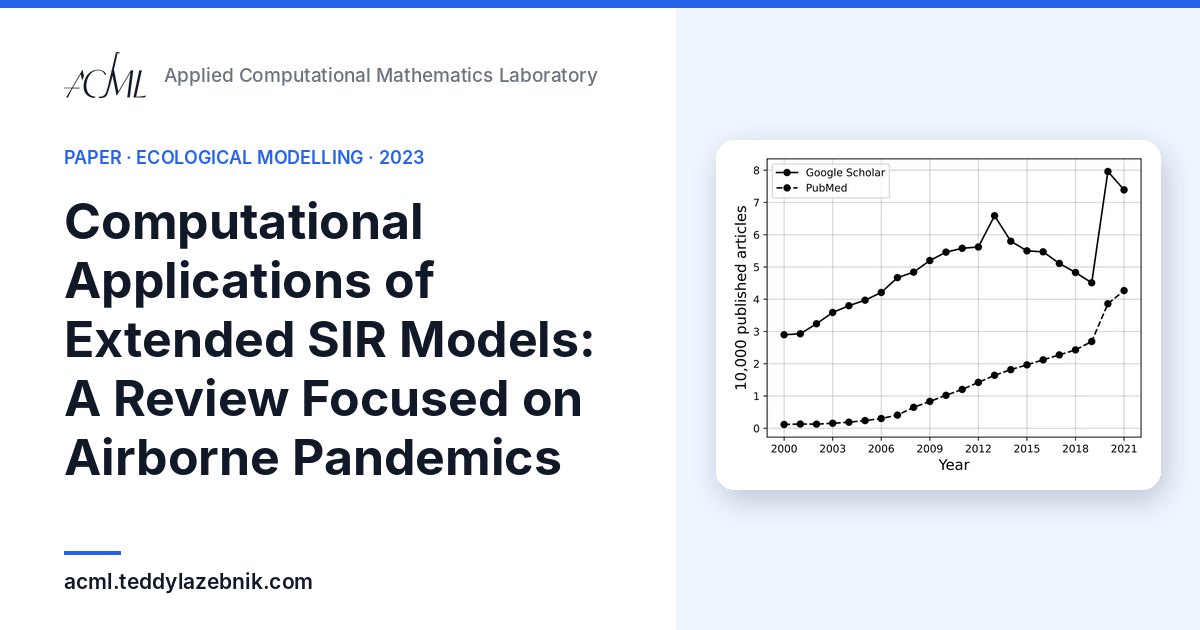 ACML
Applied Computational Mathematics Laboratory
PAPER · ECOLOGICAL MODELLING · 2023
Computational
Applications of
Extended SIR Models:
A Review Focused on
Airborne Pandemics
acml.teddylazebnik.com
Google Scholar
PubMed
10,000 published articles
8
7
6
5
4
3
2
1
0
2000 2003 2006 2009 2012 2015 2018 2021
Year